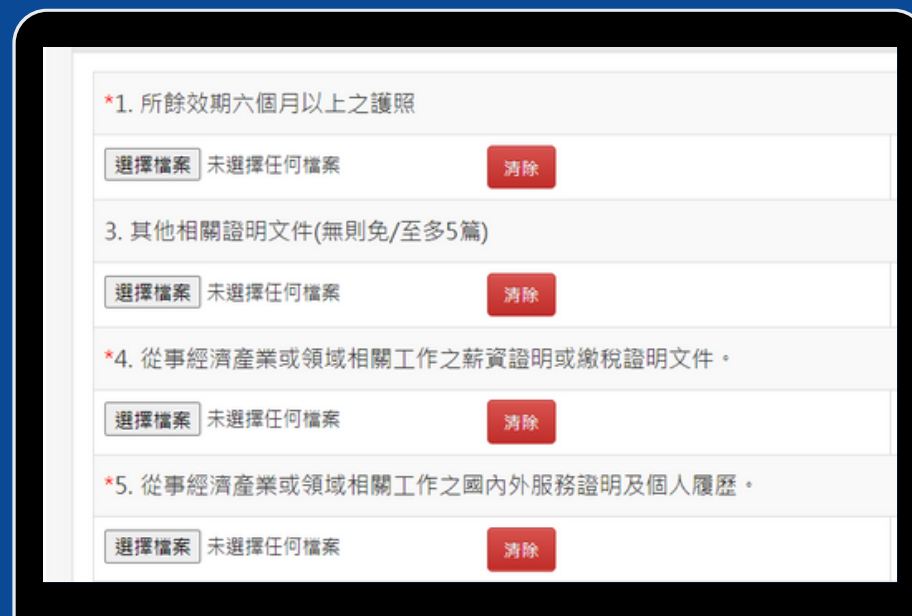 *1. 所餘效期六個月以上之護照
選擇檔案 未選擇任何檔案 清除
3. 其他相關證明文件(無則免/至多5篇)
選擇檔案 未選擇任何檔案 清除
*4. 從事經濟產業或領域相關工作之薪資證明或繳稅證明文件。
選擇檔案 未選擇任何檔案 清除
*5. 從事經濟產業或領域相關工作之國內外服務證明及個人履歷。
選擇檔案 未選擇任何檔案 清除